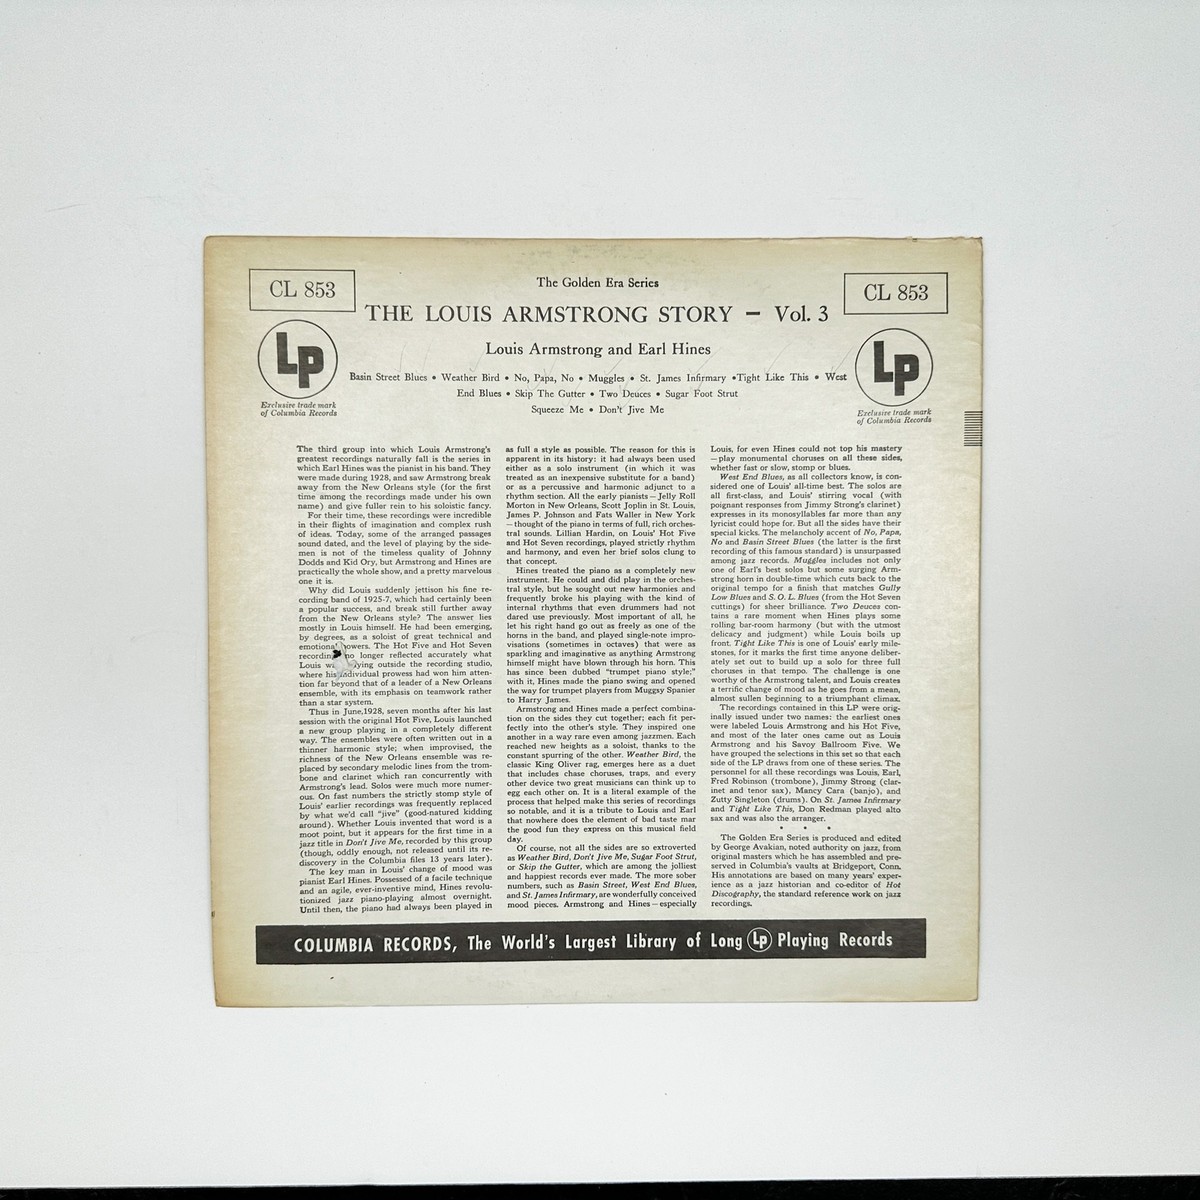 CL 853
The Golden Era Series
CL 853
THE LOUIS ARMSTRONG STORY — Vol. 3
Louis Armstrong and Earl Hines
LP
Exclusive trade mark
of Columbia Records
LP
Exclusive trade mark
of Columbia Records
Basin Street Blues • Weather Bird • No, Papa, No • Muggles • St. James Infirmary •Tight Like This • West
End Blues • Skip The Gutter • Two Deuces • Sugar Foot Strut
Squeeze Me • Don't Jive Me
The third group into which Louis Armstrong's
greatest recordings naturally fall is the series in
which Earl Hines was the pianist in his band. They
were made during 1928, and saw Armstrong break
away from the New Orleans style (for the first
time among the recordings made under his own
name) and give fuller rein to his soloistic fancy.
For their time, these recordings were incredible
in their flights of imagination and complex rush
of ideas. Today, some of the arranged passages
sound dated, and the level of playing by the side-
men is not of the timeless quality of Johnny
Dodds and Kid Ory, but Armstrong and Hines are
practically the whole show, and a pretty marvelous
one it is.
Why did Louis suddenly jettison his fine re-
cording band of 1925-7, which had certainly been
a popular success, and break still further away
from the New Orleans style? The answer lies
mostly in Louis himself. He had been emerging,
by degrees, as a soloist of great technical and
emotional powers. The Hot Five and Hot Seven
recording no longer reflected accurately what
Louis outside the recording studio,
where his individual prowess had won him atten-
tion far beyond that of a leader of a New Orleans
ensemble, with its emphasis on teamwork rather
than a star system.
Thus in June,1928, seven months after his last
session with the original Hot Five, Louis launched
a new group playing in a completely different
way. The ensembles were often written out in a
thinner harmonic style; when improvised, the
richness of the New Orleans ensemble was re-
placed by secondary melodic lines from the trom-
bone and clarinet which ran concurrently with
Armstrong's lead. Solos were much more numer-
ous. On fast numbers the strictly stomp style of
Louis' earlier recordings was frequently replaced
by what we'd call "jive" (good-natured kidding
around). Whether Louis invented that word is a
moot point, but it appears for the first time in a
jazz title in Don't Jive Me, recorded by this group
(though, oddly enough, not released until its re-
discovery in the Columbia files 13 years later).
The key man in Louis' change of mood was
pianist Earl Hines. Possessed of a facile technique
and an agile, ever-inventive mind, Hines revolu-
tionized jazz piano-playing almost overnight.
Until then, the piano had always been played in
as full a style as possible. The reason for this is
apparent in its history: it had always been used
either as a solo instrument (in which it was
treated as an inexpensive substitute for a band)
or as a percussive and harmonic adjunct to a
rhythm section. All the early pianists—Jelly Roll
Morton in New Orleans, Scott Joplin in St. Louis,
James P. Johnson and Fats Waller in New York
—thought of the piano in terms of full, rich orches-
tral sounds. Lillian Hardin, on Louis' Hot Five
and Hot Seven recordings, played strictly rhythm
and harmony, and even her brief solos clung to
that concept.
Hines treated the piano as a completely new
instrument. He could and did play in the orches-
tral style, but he sought out new harmonies and
frequently broke his playing with the kind of
internal rhythms that even drummers had not
dared use previously. Most important of all, he
let his right hand go out as freely as one of the
horns in the band, and played single-note impro-
visations (sometimes in octaves) that were as
sparkling and imaginative as anything Armstrong
himself might have blown through his horn. This
has since been dubbed "trumpet piano style;"
with it, Hines made the piano swing and opened
the way for trumpet players from Muggsy Spanier
to Harry James.
Armstrong and Hines made a perfect combina-
tion on the sides they cut together; each fit per-
fectly into the other's style. They inspired one
another in a way rare even among jazzmen. Each
reached new heights as a soloist, thanks to the
constant spurring of the other. Weather Bird, the
classic King Oliver rag, emerges here as a duet
that includes chase choruses, traps, and every
other device two great musicians can think up to
egg each other on. It is a literal example of the
process that helped make this series of recordings
so notable, and it is a tribute to Louis and Earl
that nowhere does the element of bad taste mar
the good fun they express on this musical field
day.
Of course, not all the sides are so extroverted
as Weather Bird, Don't Jive Me, Sugar Foot Strut,
or Skip the Gutter, which are among the jolliest
and happiest records ever made. The more sober
numbers, such as Basin Street, West End Blues,
and St. James Infirmary, are wonderfully conceived
mood pieces. Armstrong and Hines—especially
Louis, for even Hines could not top his mastery
—play monumental choruses on all these sides,
whether fast or slow, stomp or blues.
West End Blues, as all collectors know, is con-
sidered one of Louis' all-time best. The solos are
all first-class, and Louis' stirring vocal (with
poignant responses from Jimmy Strong's clarinet)
expresses in its monosyllables far more than any
lyricist could hope for. But all the sides have their
special kicks. The melancholy accent of No, Papa,
No and Basin Street Blues (the latter is the first
recording of this famous standard) is unsurpassed
among jazz records. Muggles includes not only
one of Earl's best solos but some surging Arm-
strong horn in double-time which cuts back to the
original tempo for a finish that matches Gully
Low Blues and S. O. L. Blues (from the Hot Seven
cuttings) for sheer brilliance. Two Deuces con-
tains a rare moment when Hines plays some
rolling bar-room harmony (but with the utmost
delicacy and judgment) while Louis boils up
front. Tight Like This is one of Louis' early mile-
stones, for it marks the first time anyone deliber-
ately set out to build up a solo for three full
choruses in that tempo. The challenge is one
worthy of the Armstrong talent, and Louis creates
a terrific change of mood as he goes from a mean,
almost sullen beginning to a triumphant climax.
The recordings contained in this LP were orig-
inally issued under two names: the earliest ones
were labeled Louis Armstrong and his Hot Five,
and most of the later ones came out as Louis
Armstrong and his Savoy Ballroom Five. We
have grouped the selections in this set so that each
side of the LP draws from one of these series. The
personnel for all these recordings was Louis, Earl,
Fred Robinson (trombone), Jimmy Strong (clar-
inet and tenor sax), Mancy Cara (banjo), and
Zutty Singleton (drums). On St. James Infirmary
and Tight Like This, Don Redman played alto
sax and was also the arranger.
• • •
The Golden Era Series is produced and edited
by George Avakian, noted authority on jazz, from
original masters which he has assembled and pre-
served in Columbia's vaults at Bridgeport, Conn.
His annotations are based on many years' exper-
ience as a jazz historian and co-editor of Hot
Discography, the standard reference work on jazz
recordings.
COLUMBIA RECORDS, The World's Largest Library of Long LP Playing Records